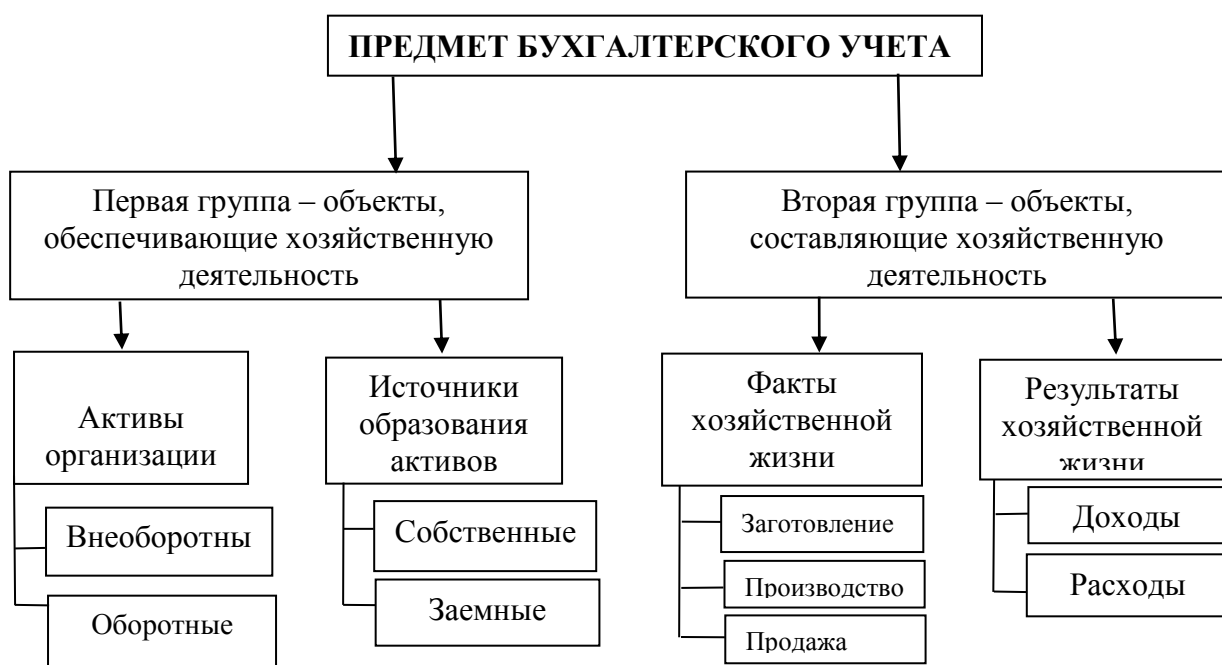 ПРЕДМЕТ БУХГАЛТЕРСКОГО УЧЕТА
Первая группа – объекты,
обеспечивающие хозяйственную
деятельность
Вторая группа – объекты,
составляющие хозяйственную
деятельность
Активы
организации
Внеоборотны
Оборотные
Источники
образования
активов
Собственные
Заемные
Факты
хозяйственной
жизни
Заготовление
Производство
Продажа
Результаты
хозяйственной
жизни
Доходы
Расходы